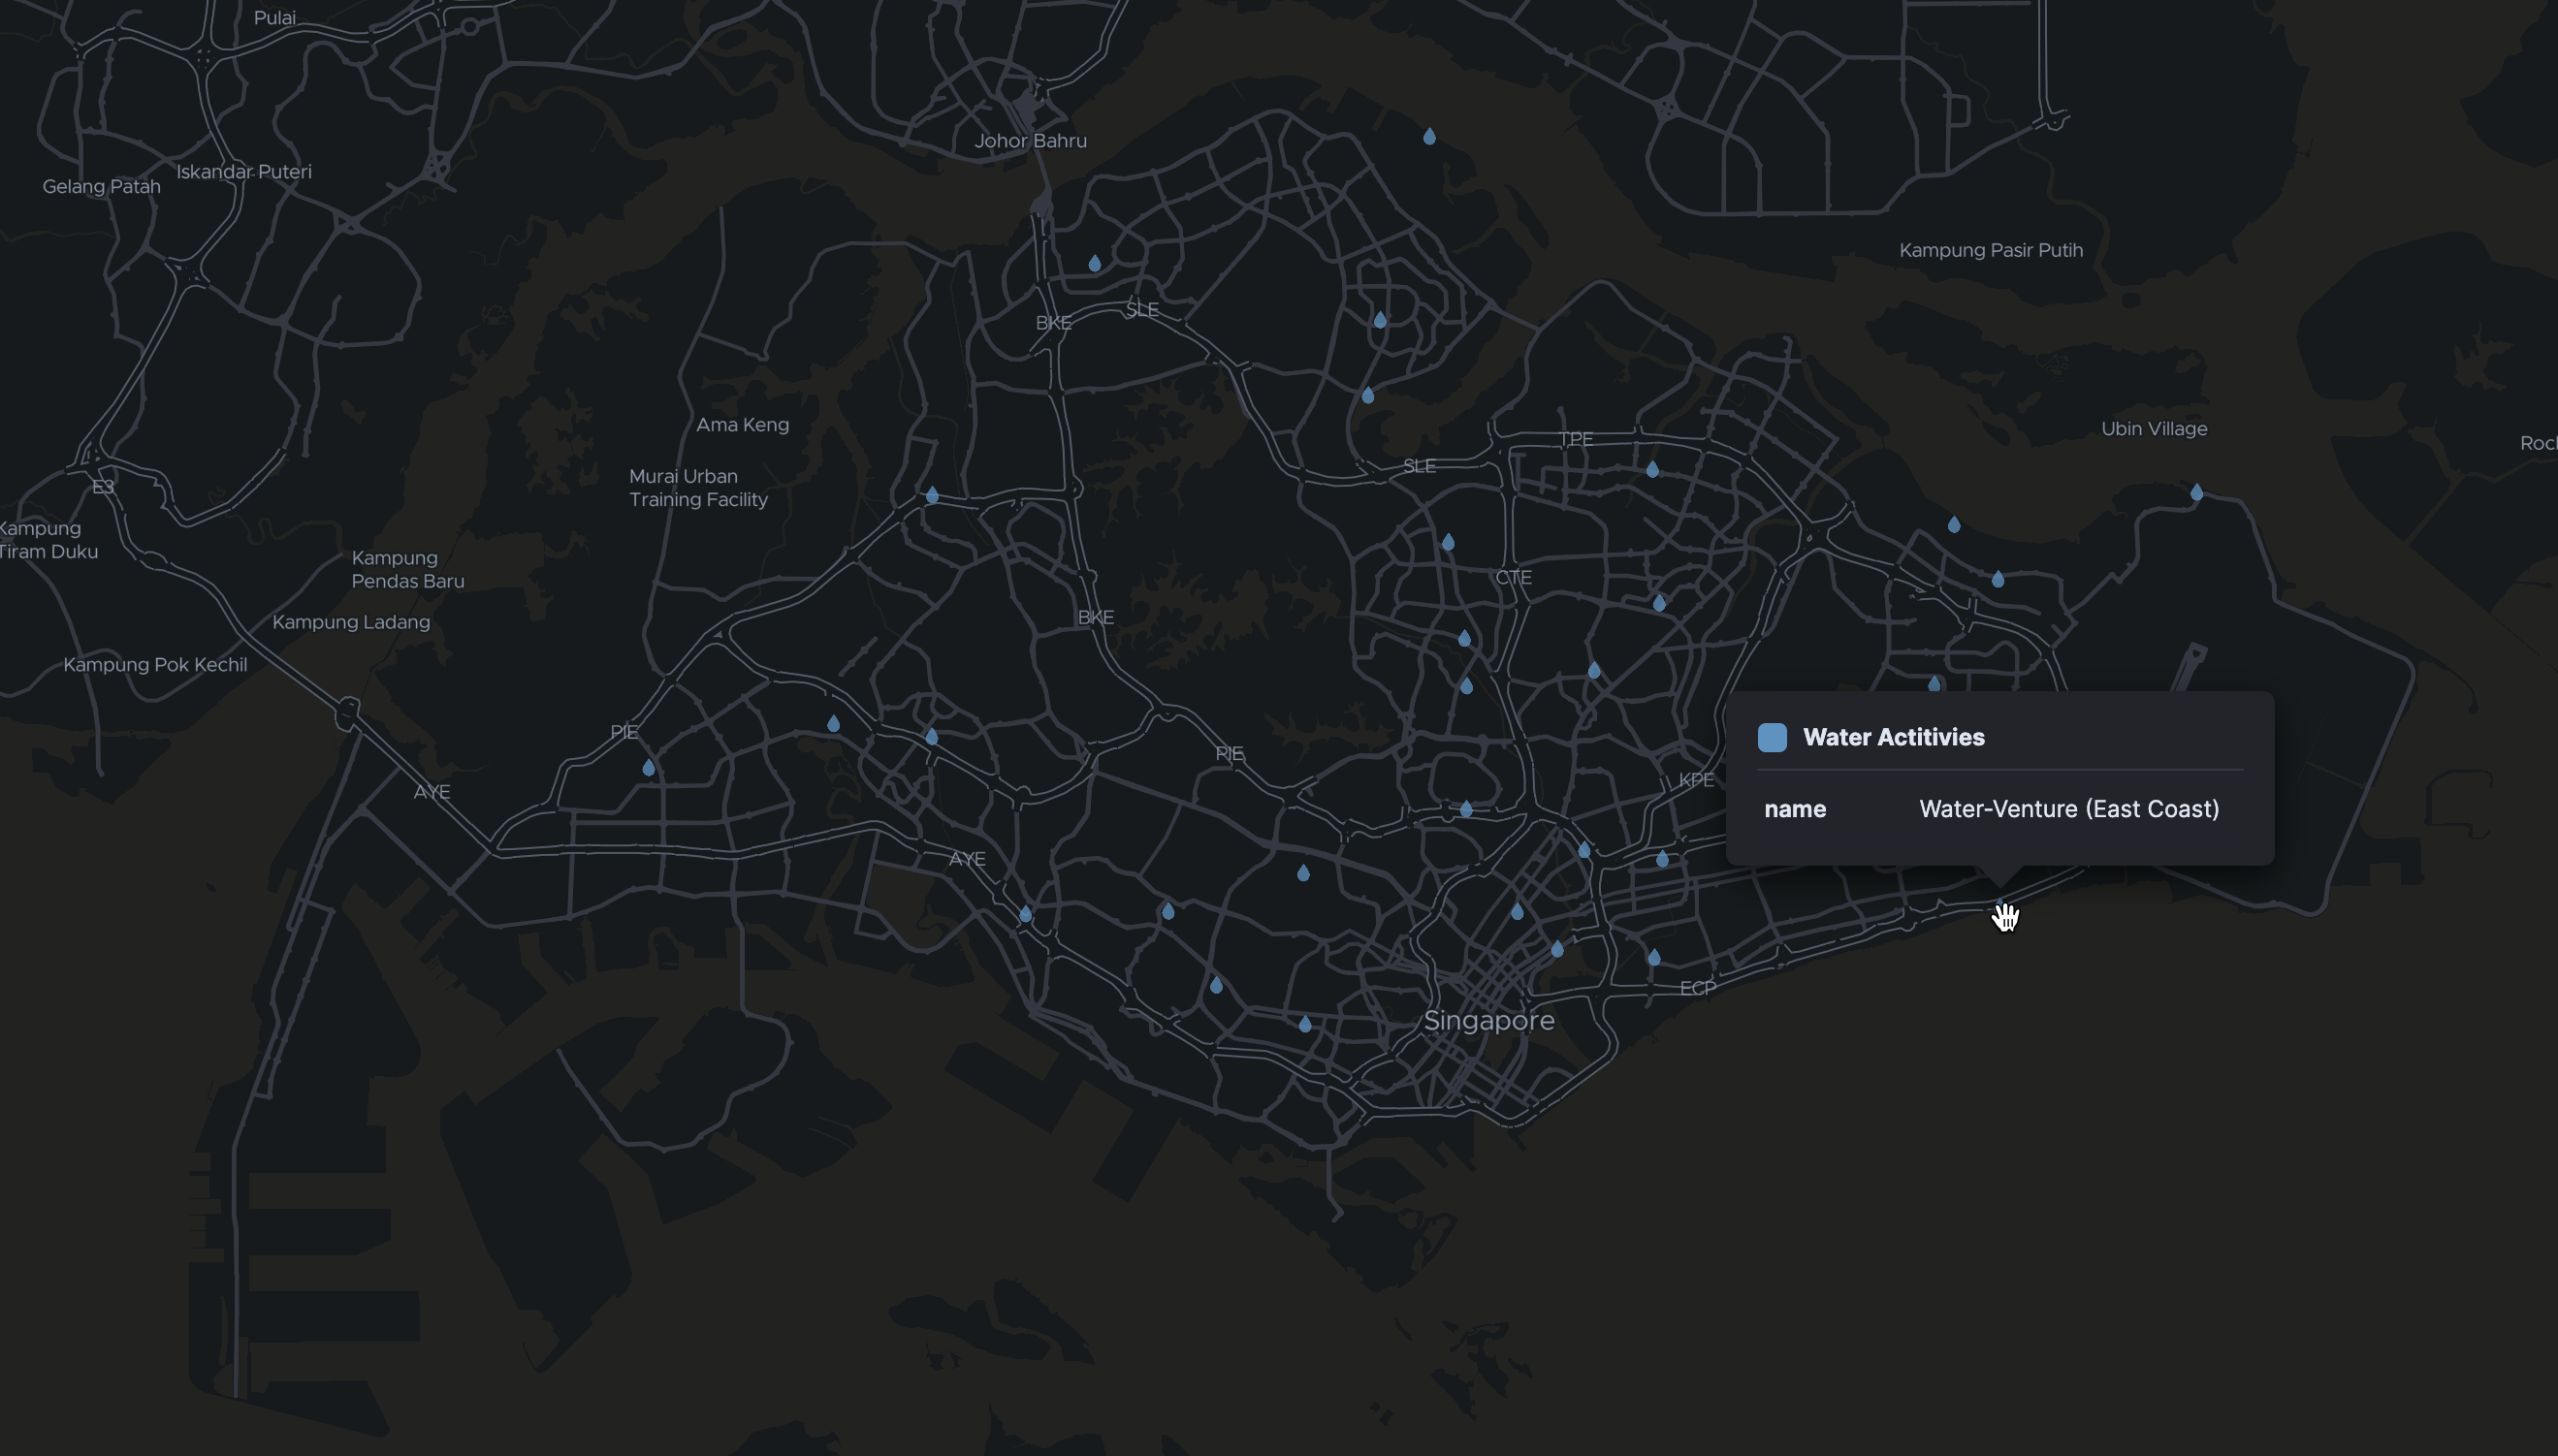 Pulai
Johor Bahru
Iskandar Puteri
Gelang Patah
Kampung Pasir Putih
SLE
BKE
Ama Keng
Ubin Village
TPE
SLE
Murai Urban
Training Facility
E3
Kampung
Tiram Duku
Kampung
Pendas Baru
CTE
BKE
Kampung Ladang
Kampung Pok Kechil
PIE
PIE
KPE
AYE
AYE
Water Actitivies
name Water-Venture (East Coast)
ECP
Singapore